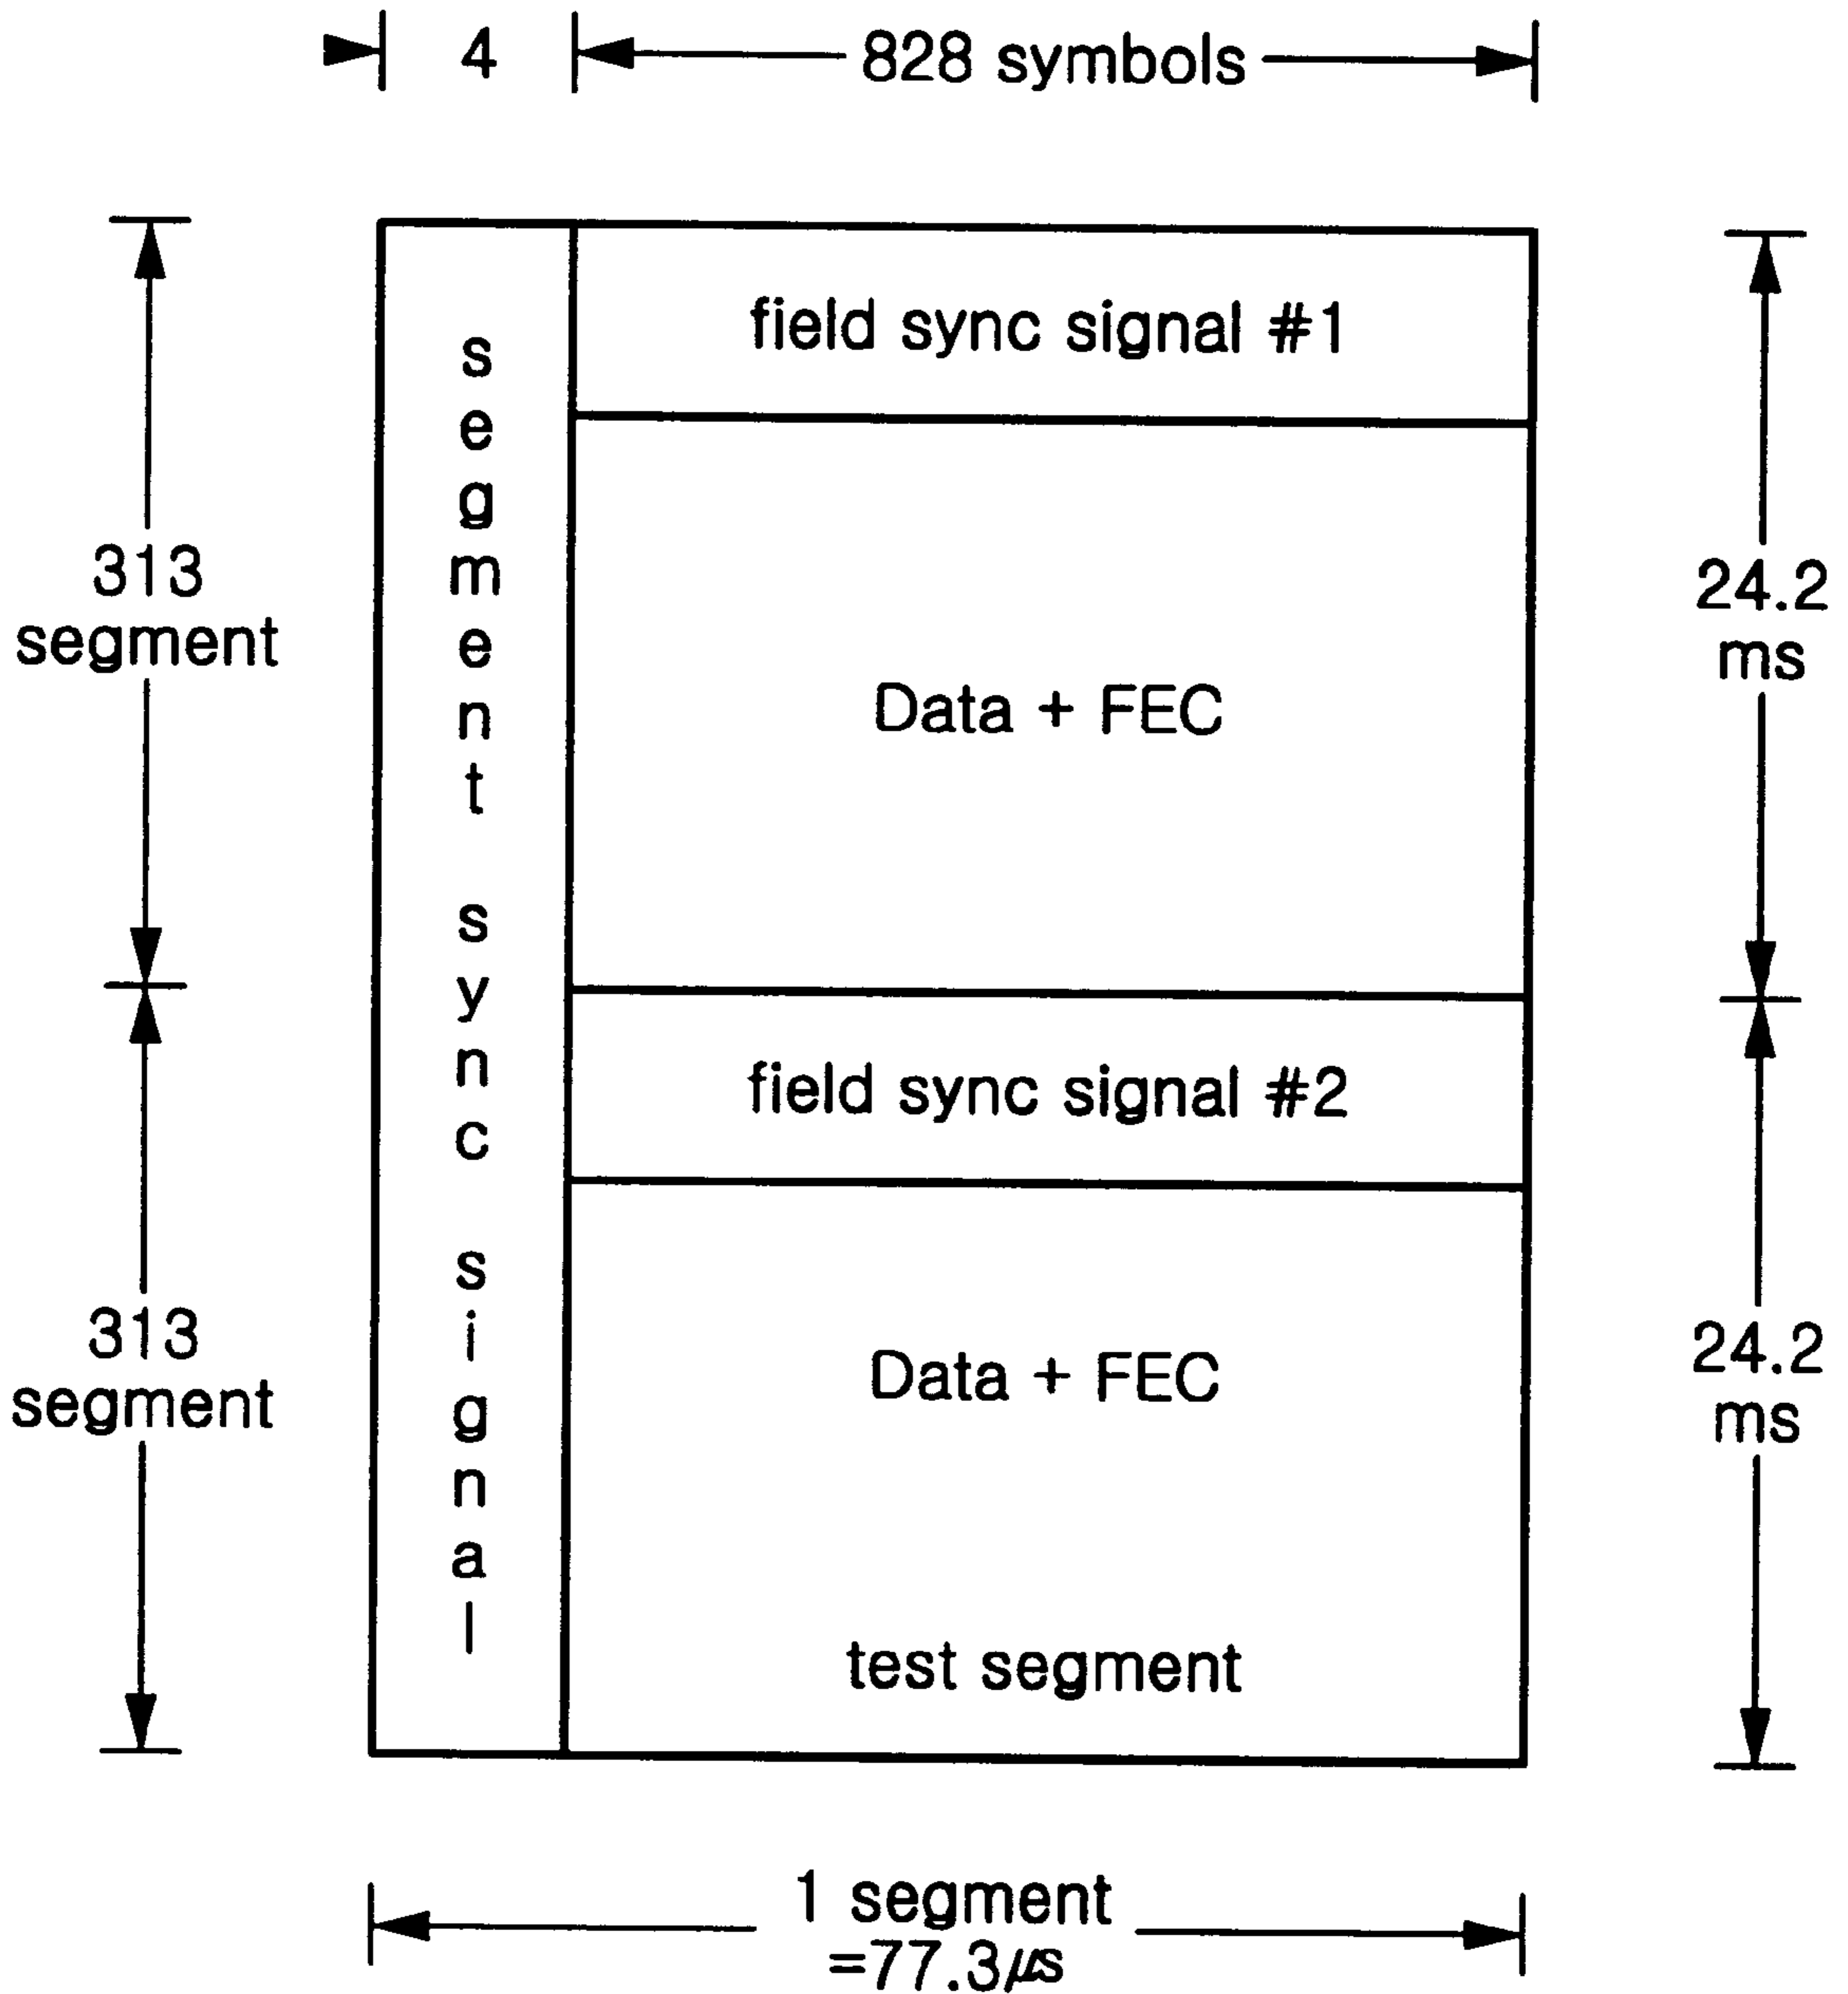 4
828 symbols
field sync signal #1
segment sync signal
313
segment
24.2
ms
Data + FEC
field sync signal #2
313
segment
24.2
ms
Data + FEC
test segment
1 segment
=77.3μs